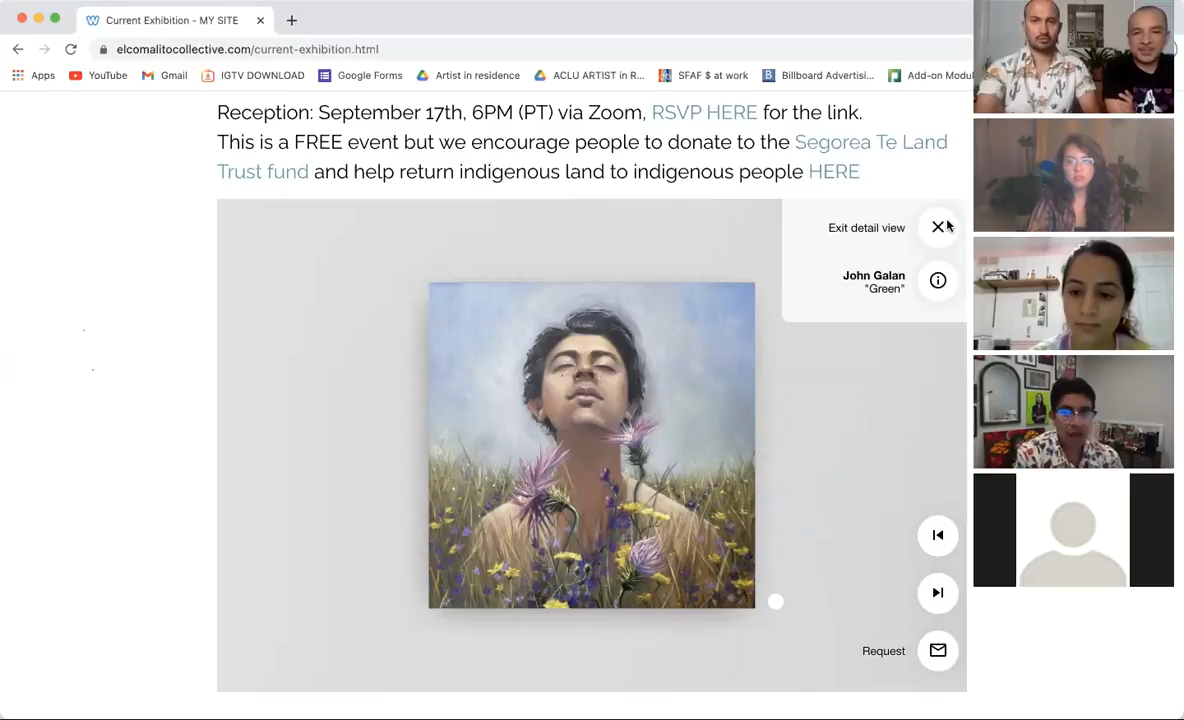 Current Exhibition - MY SITE
elcomalitocollective.com/current-exhibition.html
Apps YouTube Gmail IGTV DOWNLOAD Google Forms Artist in residence ACLU ARTIST in R... SFAF $ at work Billboard Advertisi... Add-on Modu
Reception: September 17th, 6PM (PT) via Zoom, RSVP HERE for the link.
This is a FREE event but we encourage people to donate to the Segorea Te Land
Trust fund and help return indigenous land to indigenous people HERE
Exit detail view
John Galan
"Green"
Request